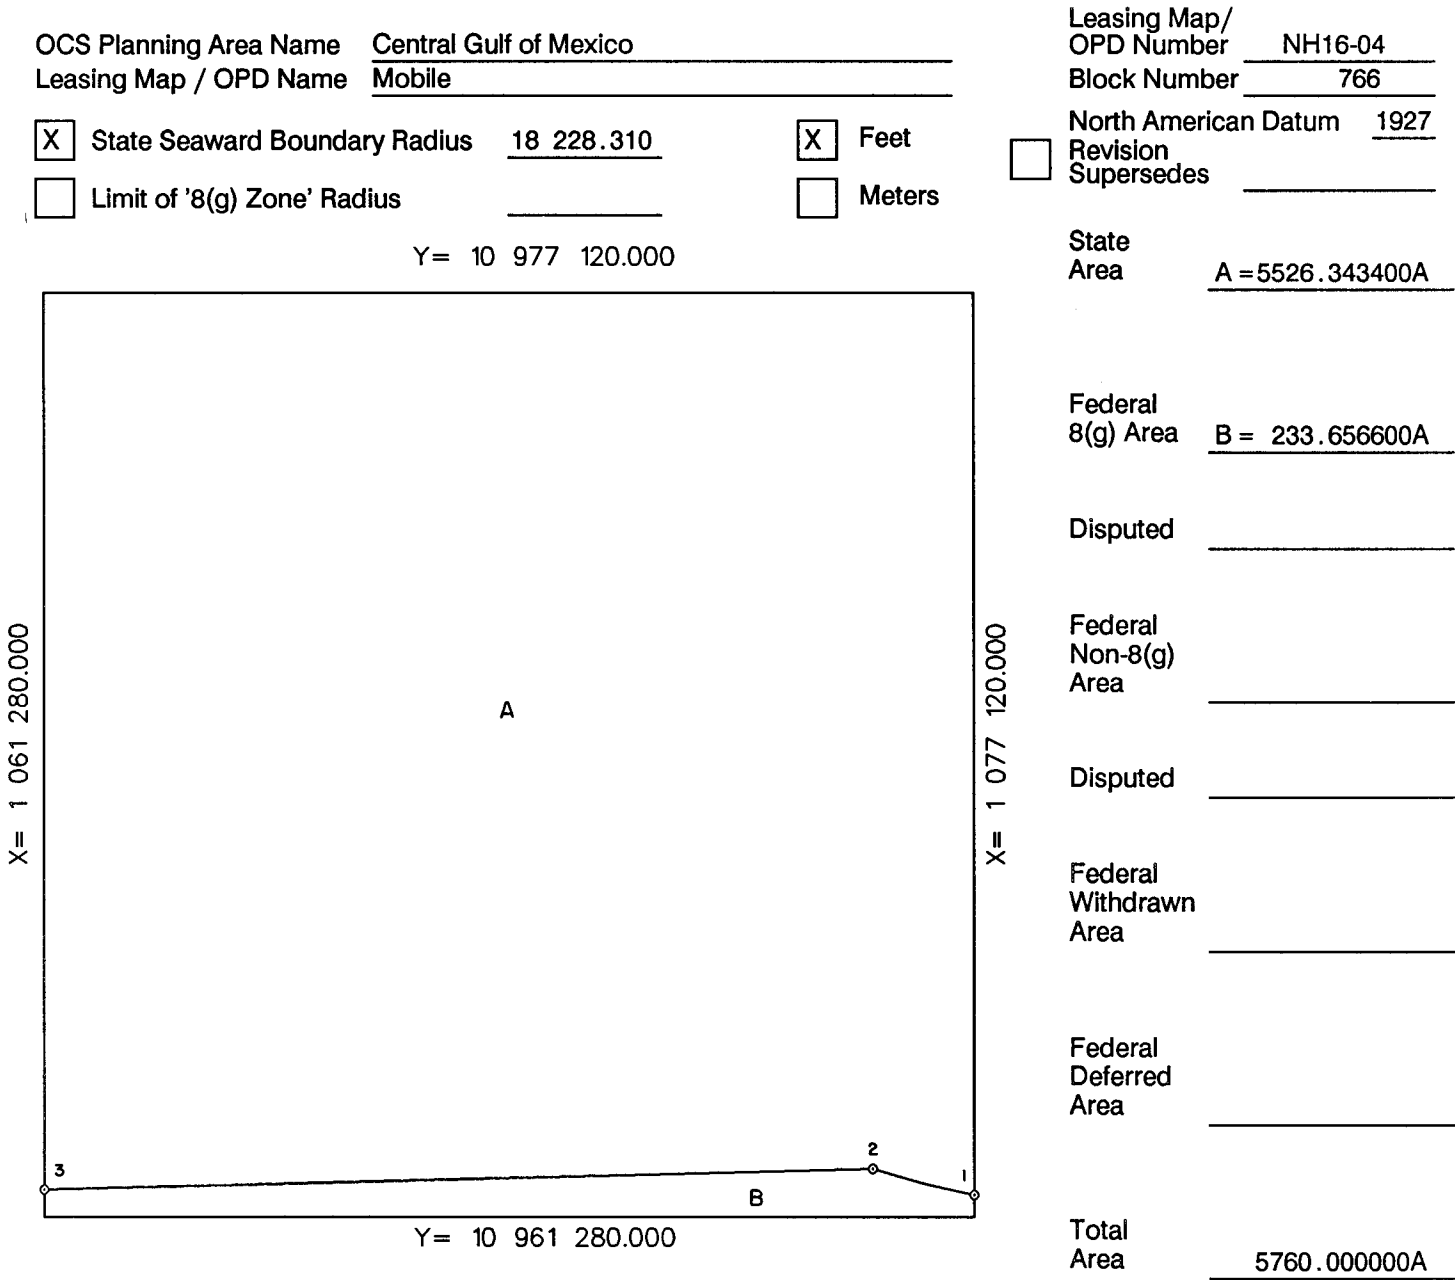 OCS Planning Area Name Central Gulf of Mexico
Leasing Map / OPD Name Mobile
Leasing Map/
OPD Number NH16-04
Block Number 766
X State Seaward Boundary Radius 18 228.310 X Feet
Limit of '8(g) Zone' Radius Meters
North American Datum 1927
Revision
Supersedes
Y= 10 977 120.000
X= 1 061 280.000
X= 1 077 120.000
A
3
2
1
B
Y= 10 961 280.000
State
Area A =5526.343400A
Federal
8(g) Area B = 233.656600A
Disputed
Federal
Non-8(g)
Area
Disputed
Federal
Withdrawn
Area
Federal
Deferred
Area
Total
Area 5760.000000A